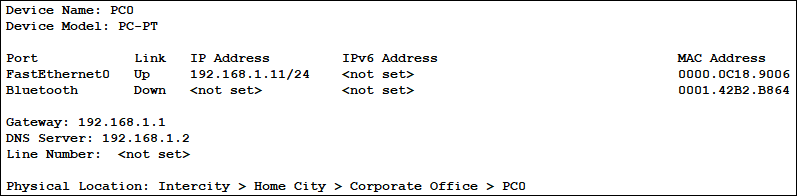 Device Name: PC0
Device Model: PC-PT
Port Link IP Address IPv6 Address MAC Address
FastEthernet0 Up 192.168.1.11/24 <not set> 0000.0C18.9006
Bluetooth Down <not set> <not set> 0001.42B2.B864
Gateway: 192.168.1.1
DNS Server: 192.168.1.2
Line Number: <not set>
Physical Location: Intercity > Home City > Corporate Office > PC0